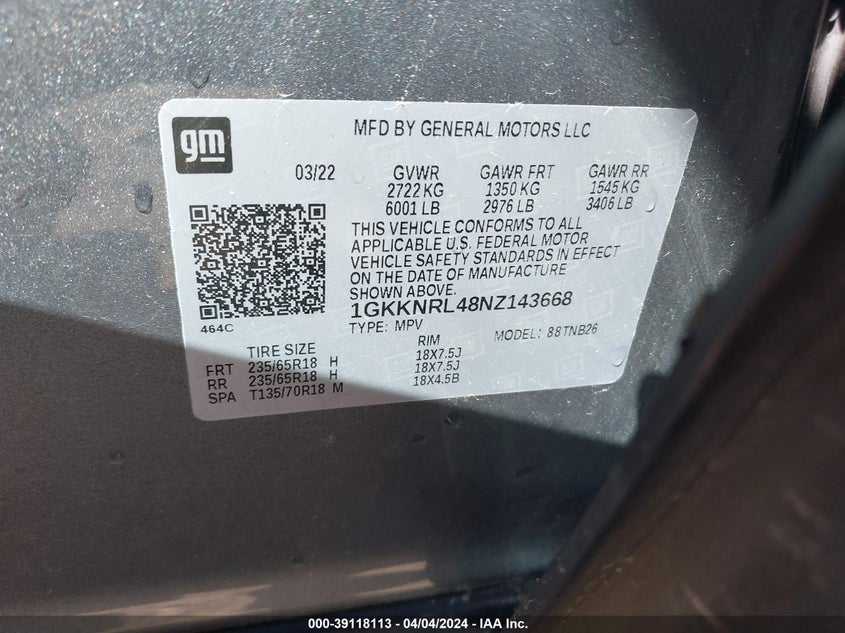 gm
MFD BY GENERAL MOTORS LLC
03/22 GVWR GAWR FRT GAWR RR
2722 KG 1350 KG 1545 KG
6001 LB 2976 LB 3406 LB
THIS VEHICLE CONFORMS TO ALL
APPLICABLE U.S. FEDERAL MOTOR
VEHICLE SAFETY STANDARDS IN EFFECT
ON THE DATE OF MANUFACTURE
SHOWN ABOVE.
1GKKNRL48NZ143668
464C
TYPE: MPV MODEL: 88TNB26
TIRE SIZE RIM
FRT 235/65R18 H 18X7.5J
RR 235/65R18 H 18X7.5J
SPA T135/70R18 M 18X4.5B
000-39118113 - 04/04/2024 - IAA Inc.